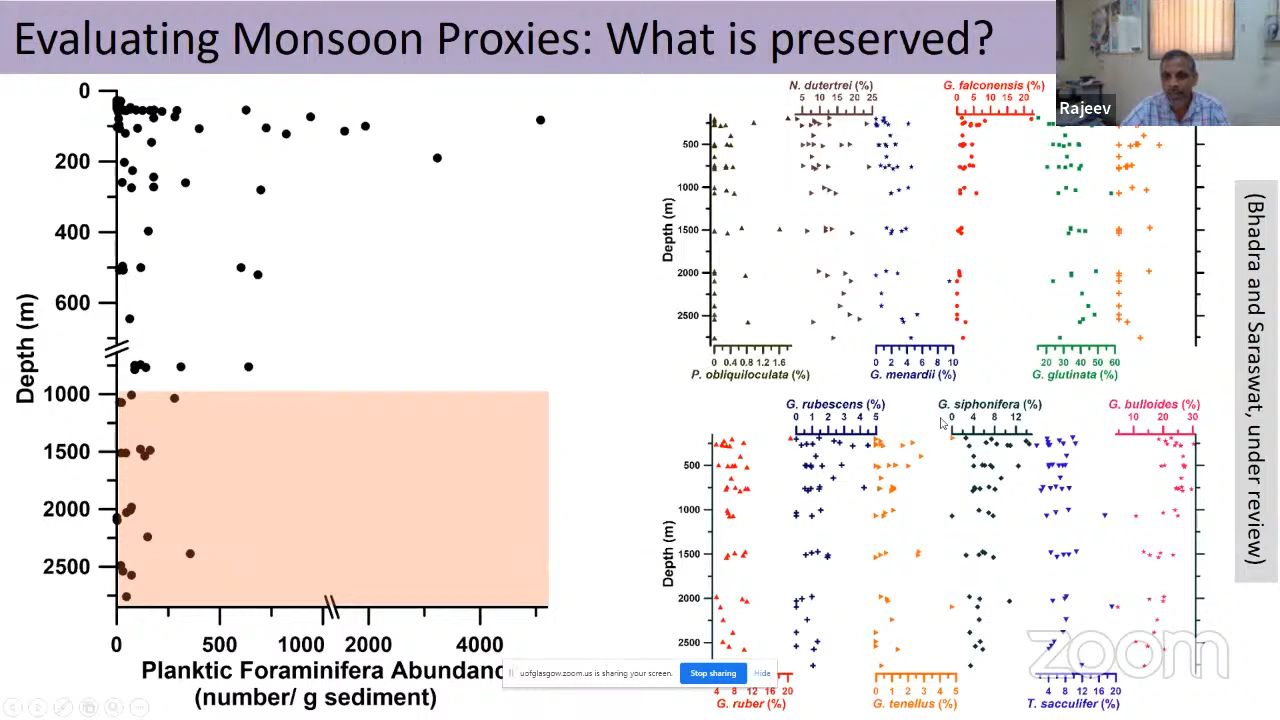 Evaluating Monsoon Proxies: What is preserved?
Rajeev
0
200
400
600
1000
1500
2000
2500
Depth (m)
0 500 1000 2000 4000
Planktic Foraminifera Abundanc
(number/ g sediment)
N. dutertrei (%)
5 10 15 20 25
G. falconensis (%)
0 5 10 15 20
500
1000
1500
2000
2500
Depth (m)
0 0.4 0.8 1.2 1.6
P. obliquiloculata (%)
0 2 4 6 8 10
G. menardii (%)
20 30 40 50 60
G. glutinata (%)
G. rubescens (%)
0 1 2 3 4 5
G. siphonifera (%)
0 4 8 12
G. bulloides (%)
10 20 30
500
1000
1500
2000
2500
Depth (m)
4 8 12 16 20
G. ruber (%)
0 1 2 3 4 5
G. tenellus (%)
4 8 12 16 20
T. sacculifer (%)
(Bhadra and Saraswat, under review)
uofglasgow.zoom.us is sharing your screen.
Stop sharing
Hide
zoom